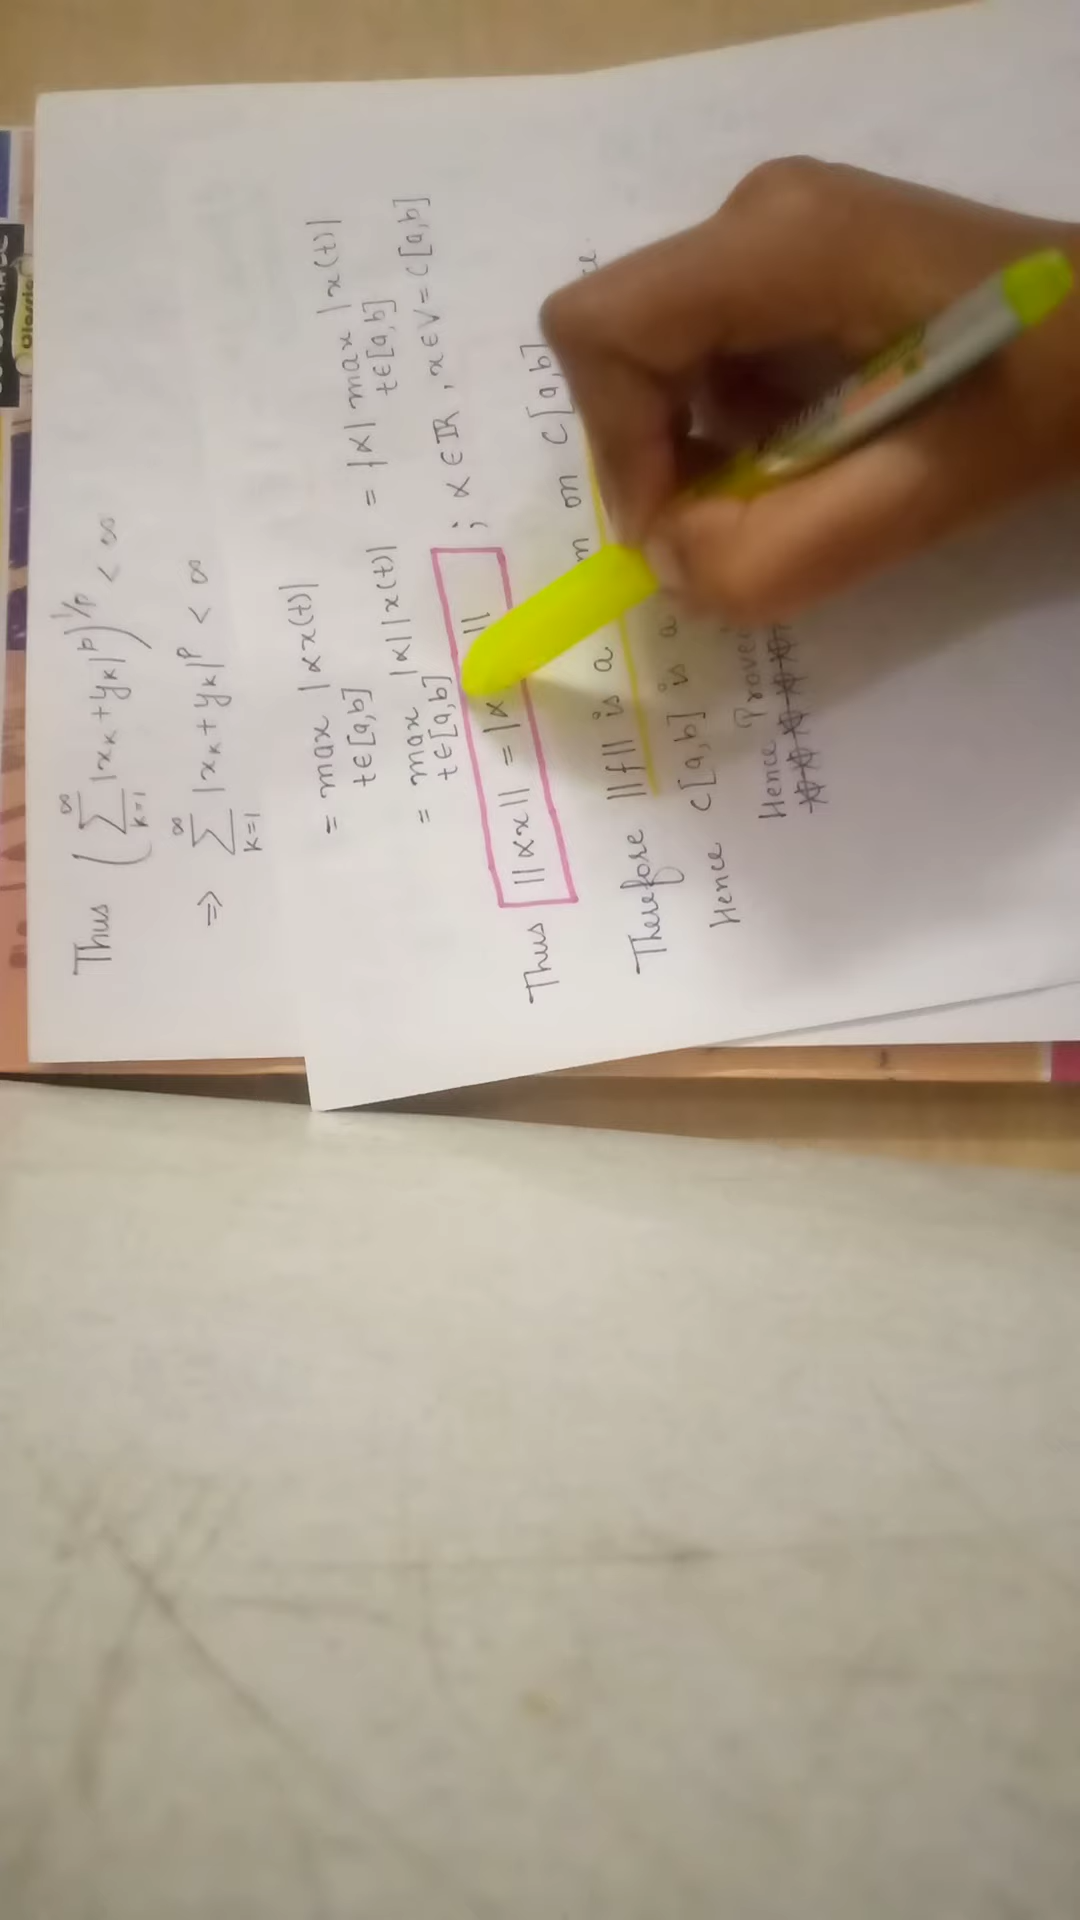 Thus (∑_{k=1}^{∞} |x_k+y_k|^p)^{1/p} < ∞
⇒ ∑_{k=1}^{∞} |x_k+y_k|^p < ∞
= max_{t∈[a,b]} |αx(t)|
= max_{t∈[a,b]} |α||x(t)| = |α| max_{t∈[a,b]} |x(t)|
Thus ||αx|| = |α ; α∈ℝ, x∈V=C[a,b]
Therefore ||f|| is a on C[a,b]
Hence C[a,b] is a
Hence